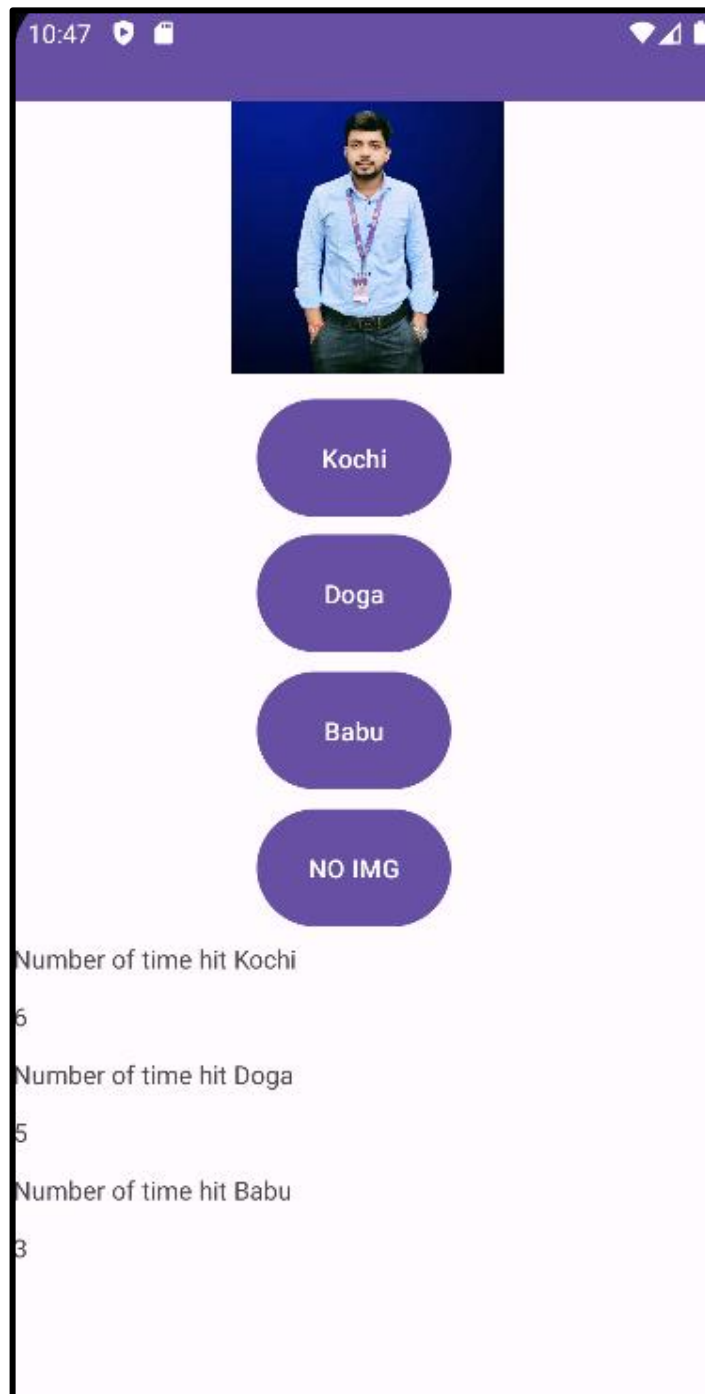 10:47
Kochi
Doga
Babu
NO IMG
Number of time hit Kochi
6
Number of time hit Doga
5
Number of time hit Babu
3